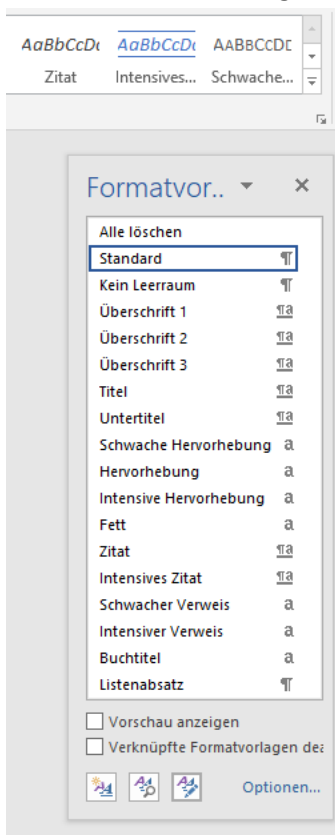 AaBbCcDc AaBbCcDc AABBCCDE
Zitat Intensives... Schwache...
Formatvor..
Alle löschen
Standard ¶
Kein Leerraum ¶
Überschrift 1 ¶a
Überschrift 2 ¶a
Überschrift 3 ¶a
Titel ¶a
Untertitel ¶a
Schwache Hervorhebung a
Hervorhebung a
Intensive Hervorhebung a
Fett a
Zitat ¶a
Intensives Zitat ¶a
Schwacher Verweis a
Intensiver Verweis a
Buchtitel a
Listenabsatz ¶
Vorschau anzeigen
Verknüpfte Formatvorlagen dea
Optionen...